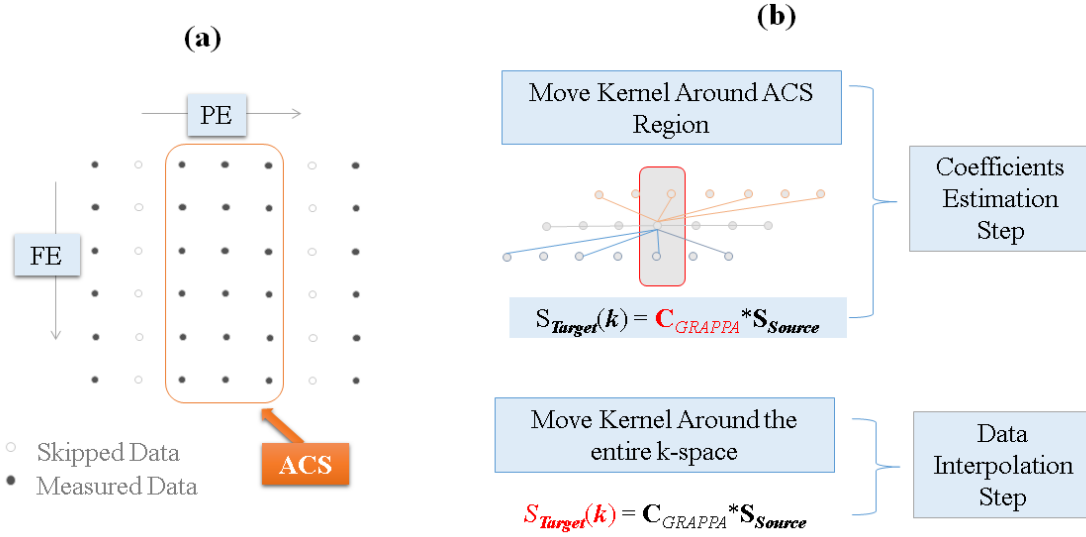 (a)
PE
FE
ACS
Skipped Data
Measured Data
(b)
Move Kernel Around ACS
Region
S_Target(k) = C_GRAPPA*S_Source
Coefficients
Estimation
Step
Move Kernel Around the
entire k-space
S_Target(k) = C_GRAPPA*S_Source
Data
Interpolation
Step